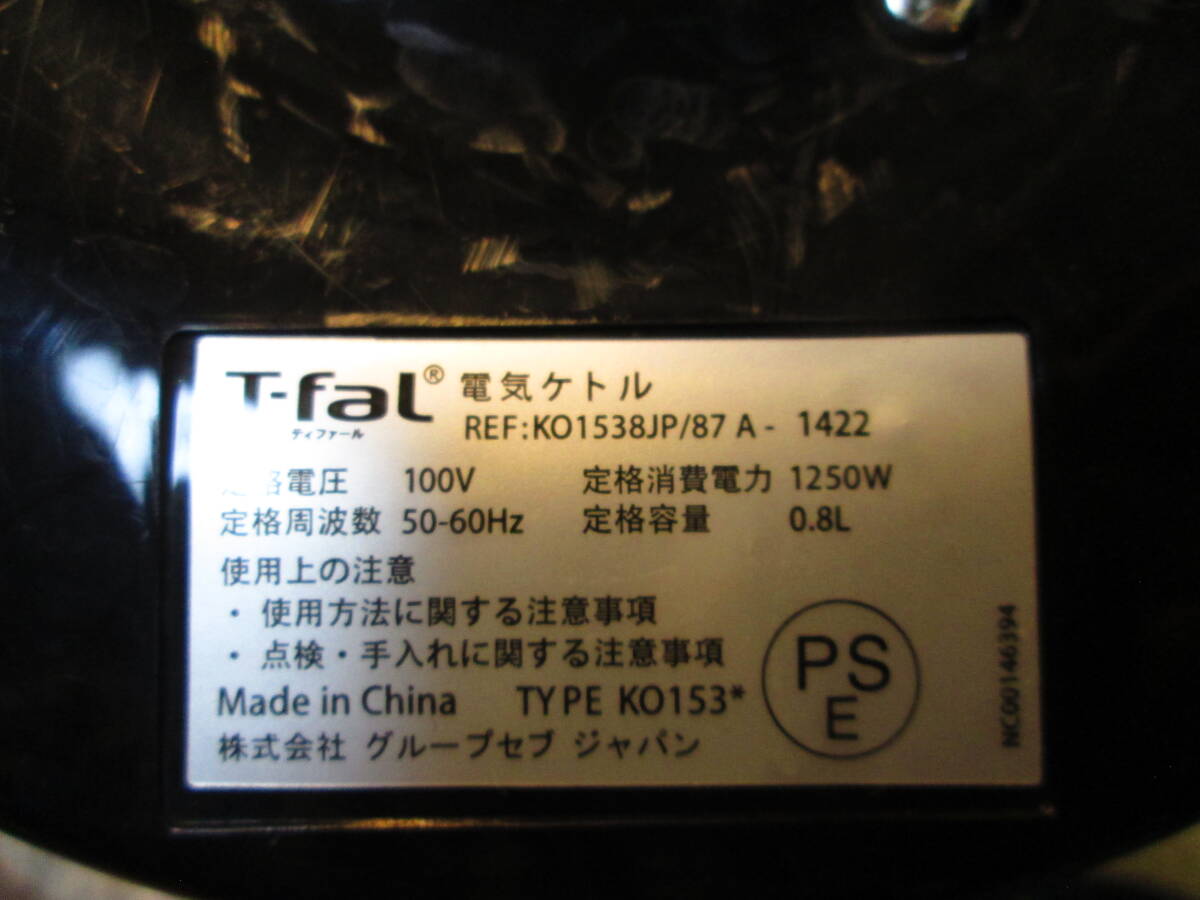 T-fal® 電気ケトル
ティファール
REF:KO1538JP/87 A - 1422
定格電圧 100V 定格消費電力 1250W
定格周波数 50-60Hz 定格容量 0.8L
使用上の注意
・使用方法に関する注意事項
・点検・手入れに関する注意事項
Made in China TYPE KO153*
株式会社 グループセブ ジャパン
PS
E
NC00146394